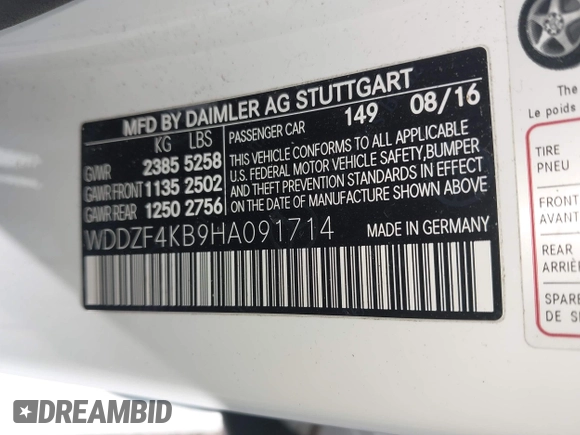 MFD BY DAIMLER AG STUTTGART
KG LBS
PASSENGER CAR 149 08/16
GVWR 2385 5258
GAWR FRONT 1135 2502
GAWR REAR 1250 2756
THIS VEHICLE CONFORMS TO ALL APPLICABLE
U.S. FEDERAL MOTOR VEHICLE SAFETY, BUMPER
AND THEFT PREVENTION STANDARDS IN EFFECT
ON THE DATE OF MANUFACTURE SHOWN ABOVE.
WDDZF4KB9HA091714
MADE IN GERMANY
The
Le poids
TIRE
PNEU
FRONT
AVANT
REAR
ARRIÈR
SPARE
DE SE
DREAMBID